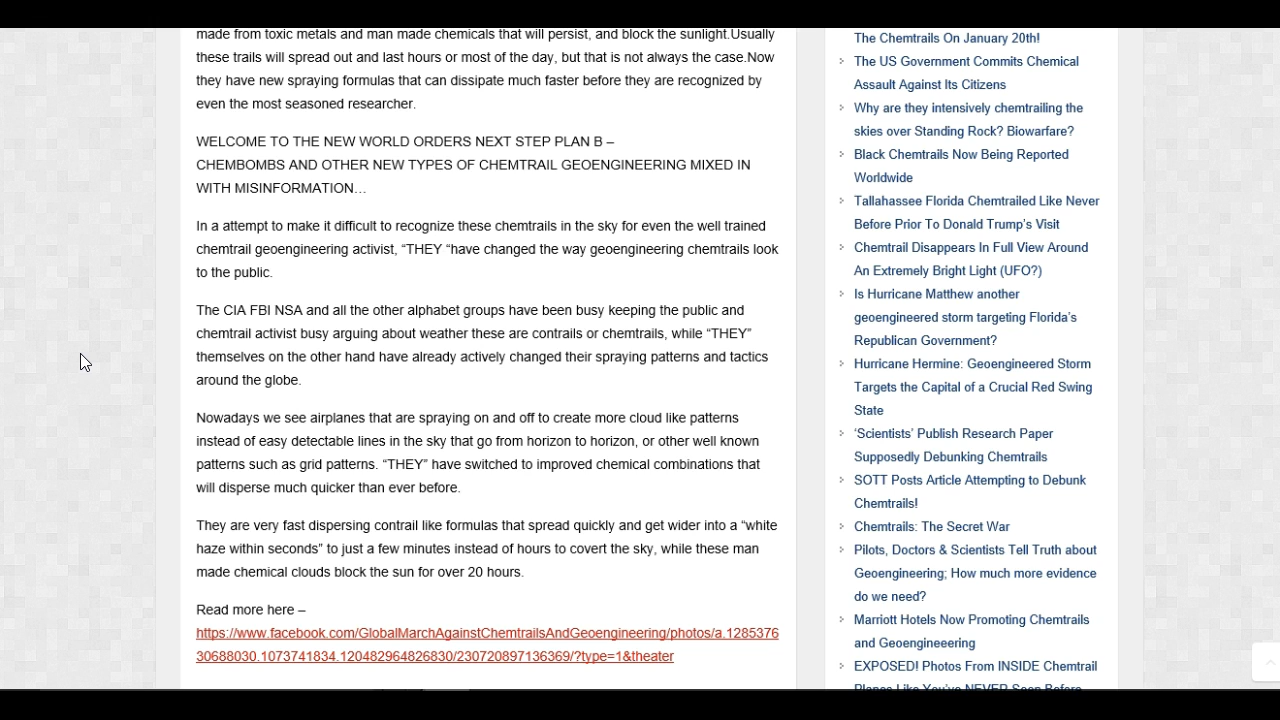 made from toxic metals and man made chemicals that will persist, and block the sunlight.Usually
these trails will spread out and last hours or most of the day, but that is not always the case.Now
they have new spraying formulas that can dissipate much faster before they are recognized by
even the most seasoned researcher.
WELCOME TO THE NEW WORLD ORDERS NEXT STEP PLAN B –
CHEMBOMBS AND OTHER NEW TYPES OF CHEMTRAIL GEOENGINEERING MIXED IN
WITH MISINFORMATION…
In a attempt to make it difficult to recognize these chemtrails in the sky for even the well trained
chemtrail geoengineering activist, “THEY “have changed the way geoengineering chemtrails look
to the public.
The CIA FBI NSA and all the other alphabet groups have been busy keeping the public and
chemtrail activist busy arguing about weather these are contrails or chemtrails, while “THEY”
themselves on the other hand have already actively changed their spraying patterns and tactics
around the globe.
Nowadays we see airplanes that are spraying on and off to create more cloud like patterns
instead of easy detectable lines in the sky that go from horizon to horizon, or other well known
patterns such as grid patterns. “THEY” have switched to improved chemical combinations that
will disperse much quicker than ever before.
They are very fast dispersing contrail like formulas that spread quickly and get wider into a “white
haze within seconds” to just a few minutes instead of hours to covert the sky, while these man
made chemical clouds block the sun for over 20 hours.
Read more here –
https://www.facebook.com/GlobalMarchAgainstChemtrailsAndGeoengineering/photos/a.1285376
30688030.1073741834.120482964826830/230720897136369/?type=1&theater
The Chemtrails On January 20th!
The US Government Commits Chemical
Assault Against Its Citizens
Why are they intensively chemtrailing the
skies over Standing Rock? Biowarfare?
Black Chemtrails Now Being Reported
Worldwide
Tallahassee Florida Chemtrailed Like Never
Before Prior To Donald Trump’s Visit
Chemtrail Disappears In Full View Around
An Extremely Bright Light (UFO?)
Is Hurricane Matthew another
geoengineered storm targeting Florida’s
Republican Government?
Hurricane Hermine: Geoengineered Storm
Targets the Capital of a Crucial Red Swing
State
‘Scientists’ Publish Research Paper
Supposedly Debunking Chemtrails
SOTT Posts Article Attempting to Debunk
Chemtrails!
Chemtrails: The Secret War
Pilots, Doctors & Scientists Tell Truth about
Geoengineering; How much more evidence
do we need?
Marriott Hotels Now Promoting Chemtrails
and Geoengineeering
EXPOSED! Photos From INSIDE Chemtrail
Planes Like You’ve NEVER Seen Before